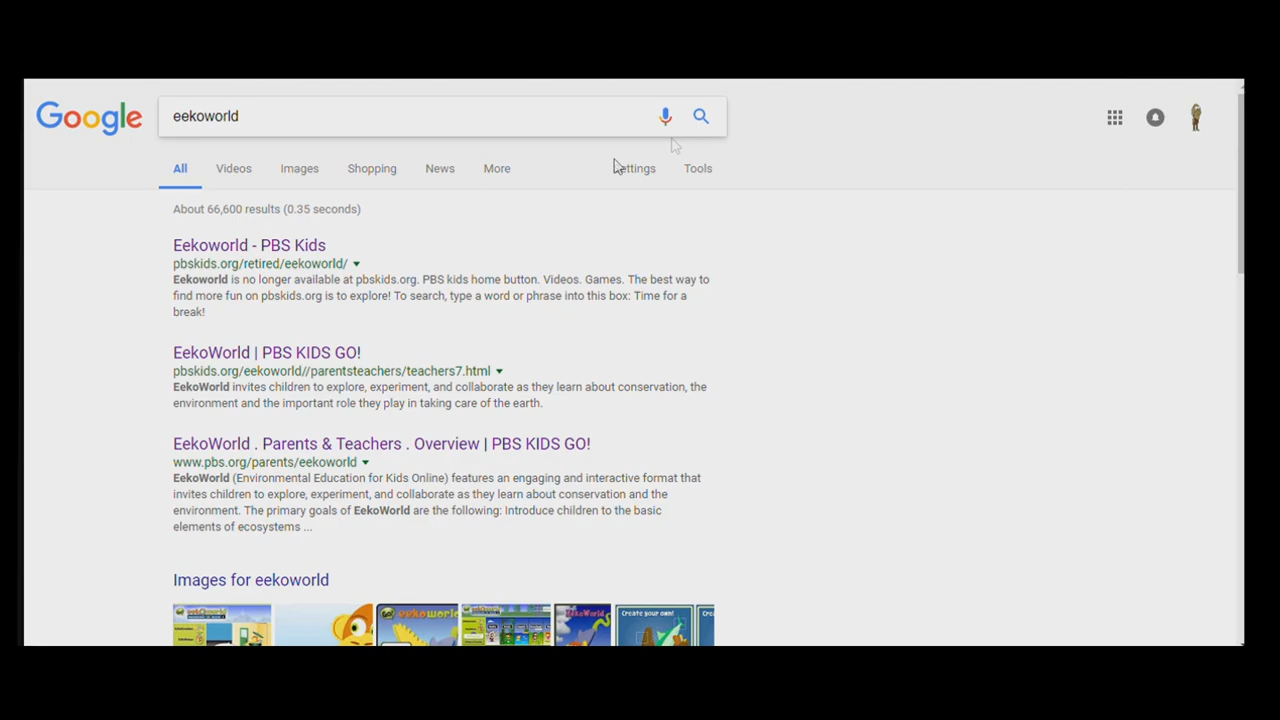 Google
eekoworld
All Videos Images Shopping News More Tools
About 66,600 results (0.35 seconds)
Eekoworld - PBS Kids
pbskids.org/retired/eekoworld/
Eekoworld is no longer available at pbskids.org. PBS kids home button. Videos. Games. The best way to
find more fun on pbskids.org is to explore! To search, type a word or phrase into this box: Time for a
break!
EekoWorld | PBS KIDS GO!
pbskids.org/eekoworld//parentsteachers/teachers7.html
EekoWorld invites children to explore, experiment, and collaborate as they learn about conservation, the
environment and the important role they play in taking care of the earth.
EekoWorld . Parents & Teachers . Overview | PBS KIDS GO!
www.pbs.org/parents/eekoworld
EekoWorld (Environmental Education for Kids Online) features an engaging and interactive format that
invites children to explore, experiment, and collaborate as they learn about conservation and the
environment. The primary goals of EekoWorld are the following: Introduce children to the basic
elements of ecosystems ...
Images for eekoworld
eekoworld
EekoWorld
Create your own!